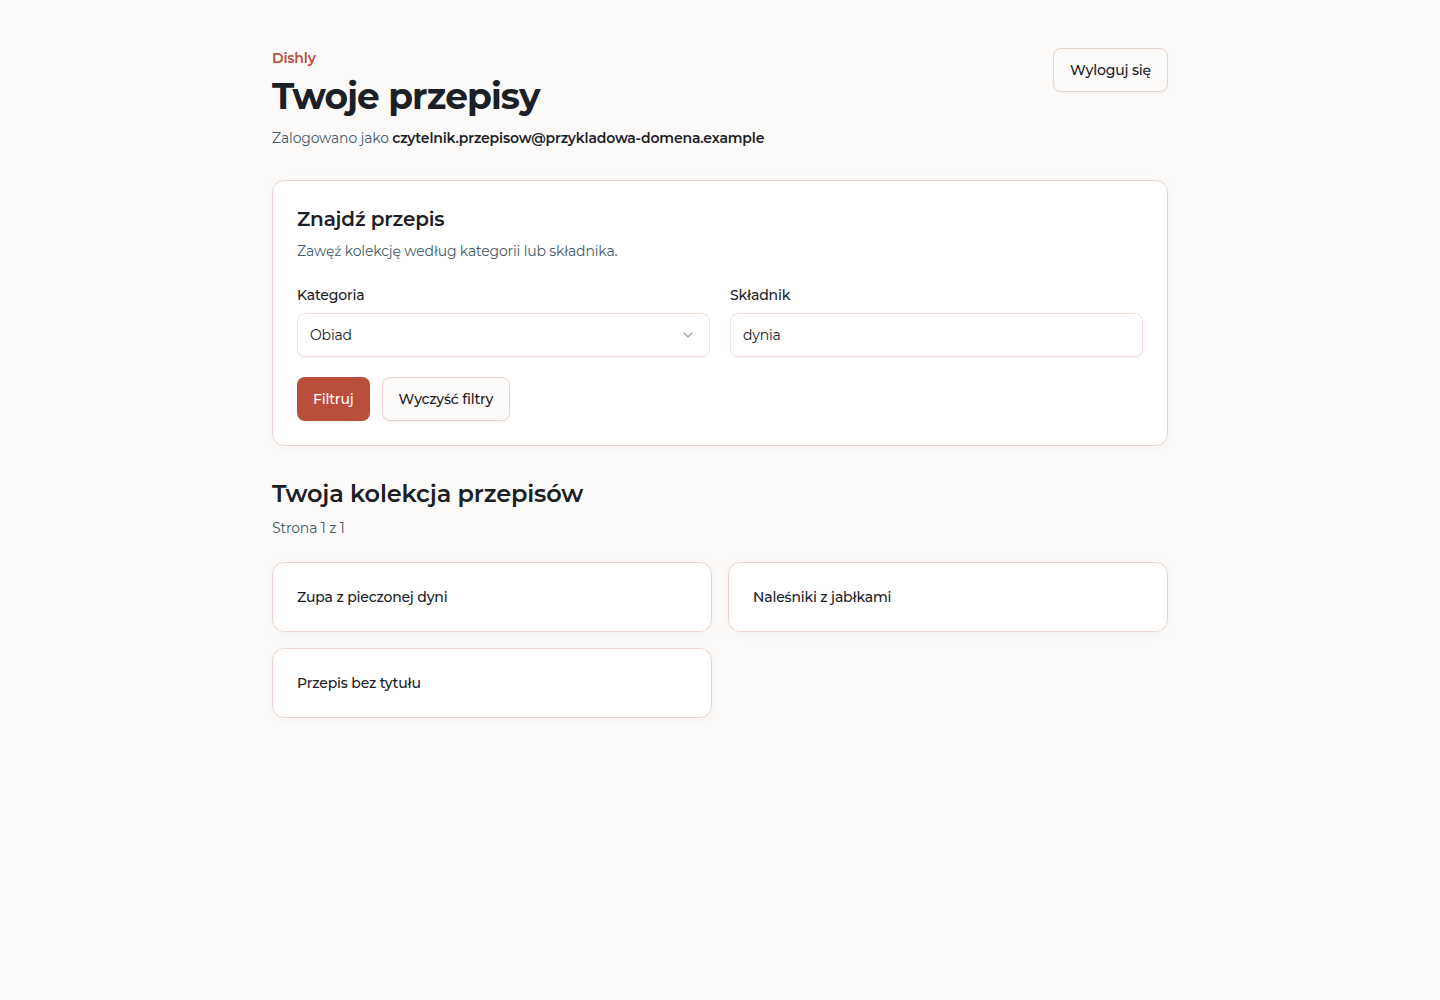 Dishly
Wyloguj się
Twoje przepisy
Zalogowano jako czytelnik.przepisow@przykladowa-domena.example
Znajdź przepis
Zawęź kolekcję według kategorii lub składnika.
Kategoria
Składnik
Obiad
dynia
Filtruj
Wyczyść filtry
Twoja kolekcja przepisów
Strona 1 z 1
Zupa z pieczonej dyni
Naleśniki z jabłkami
Przepis bez tytułu